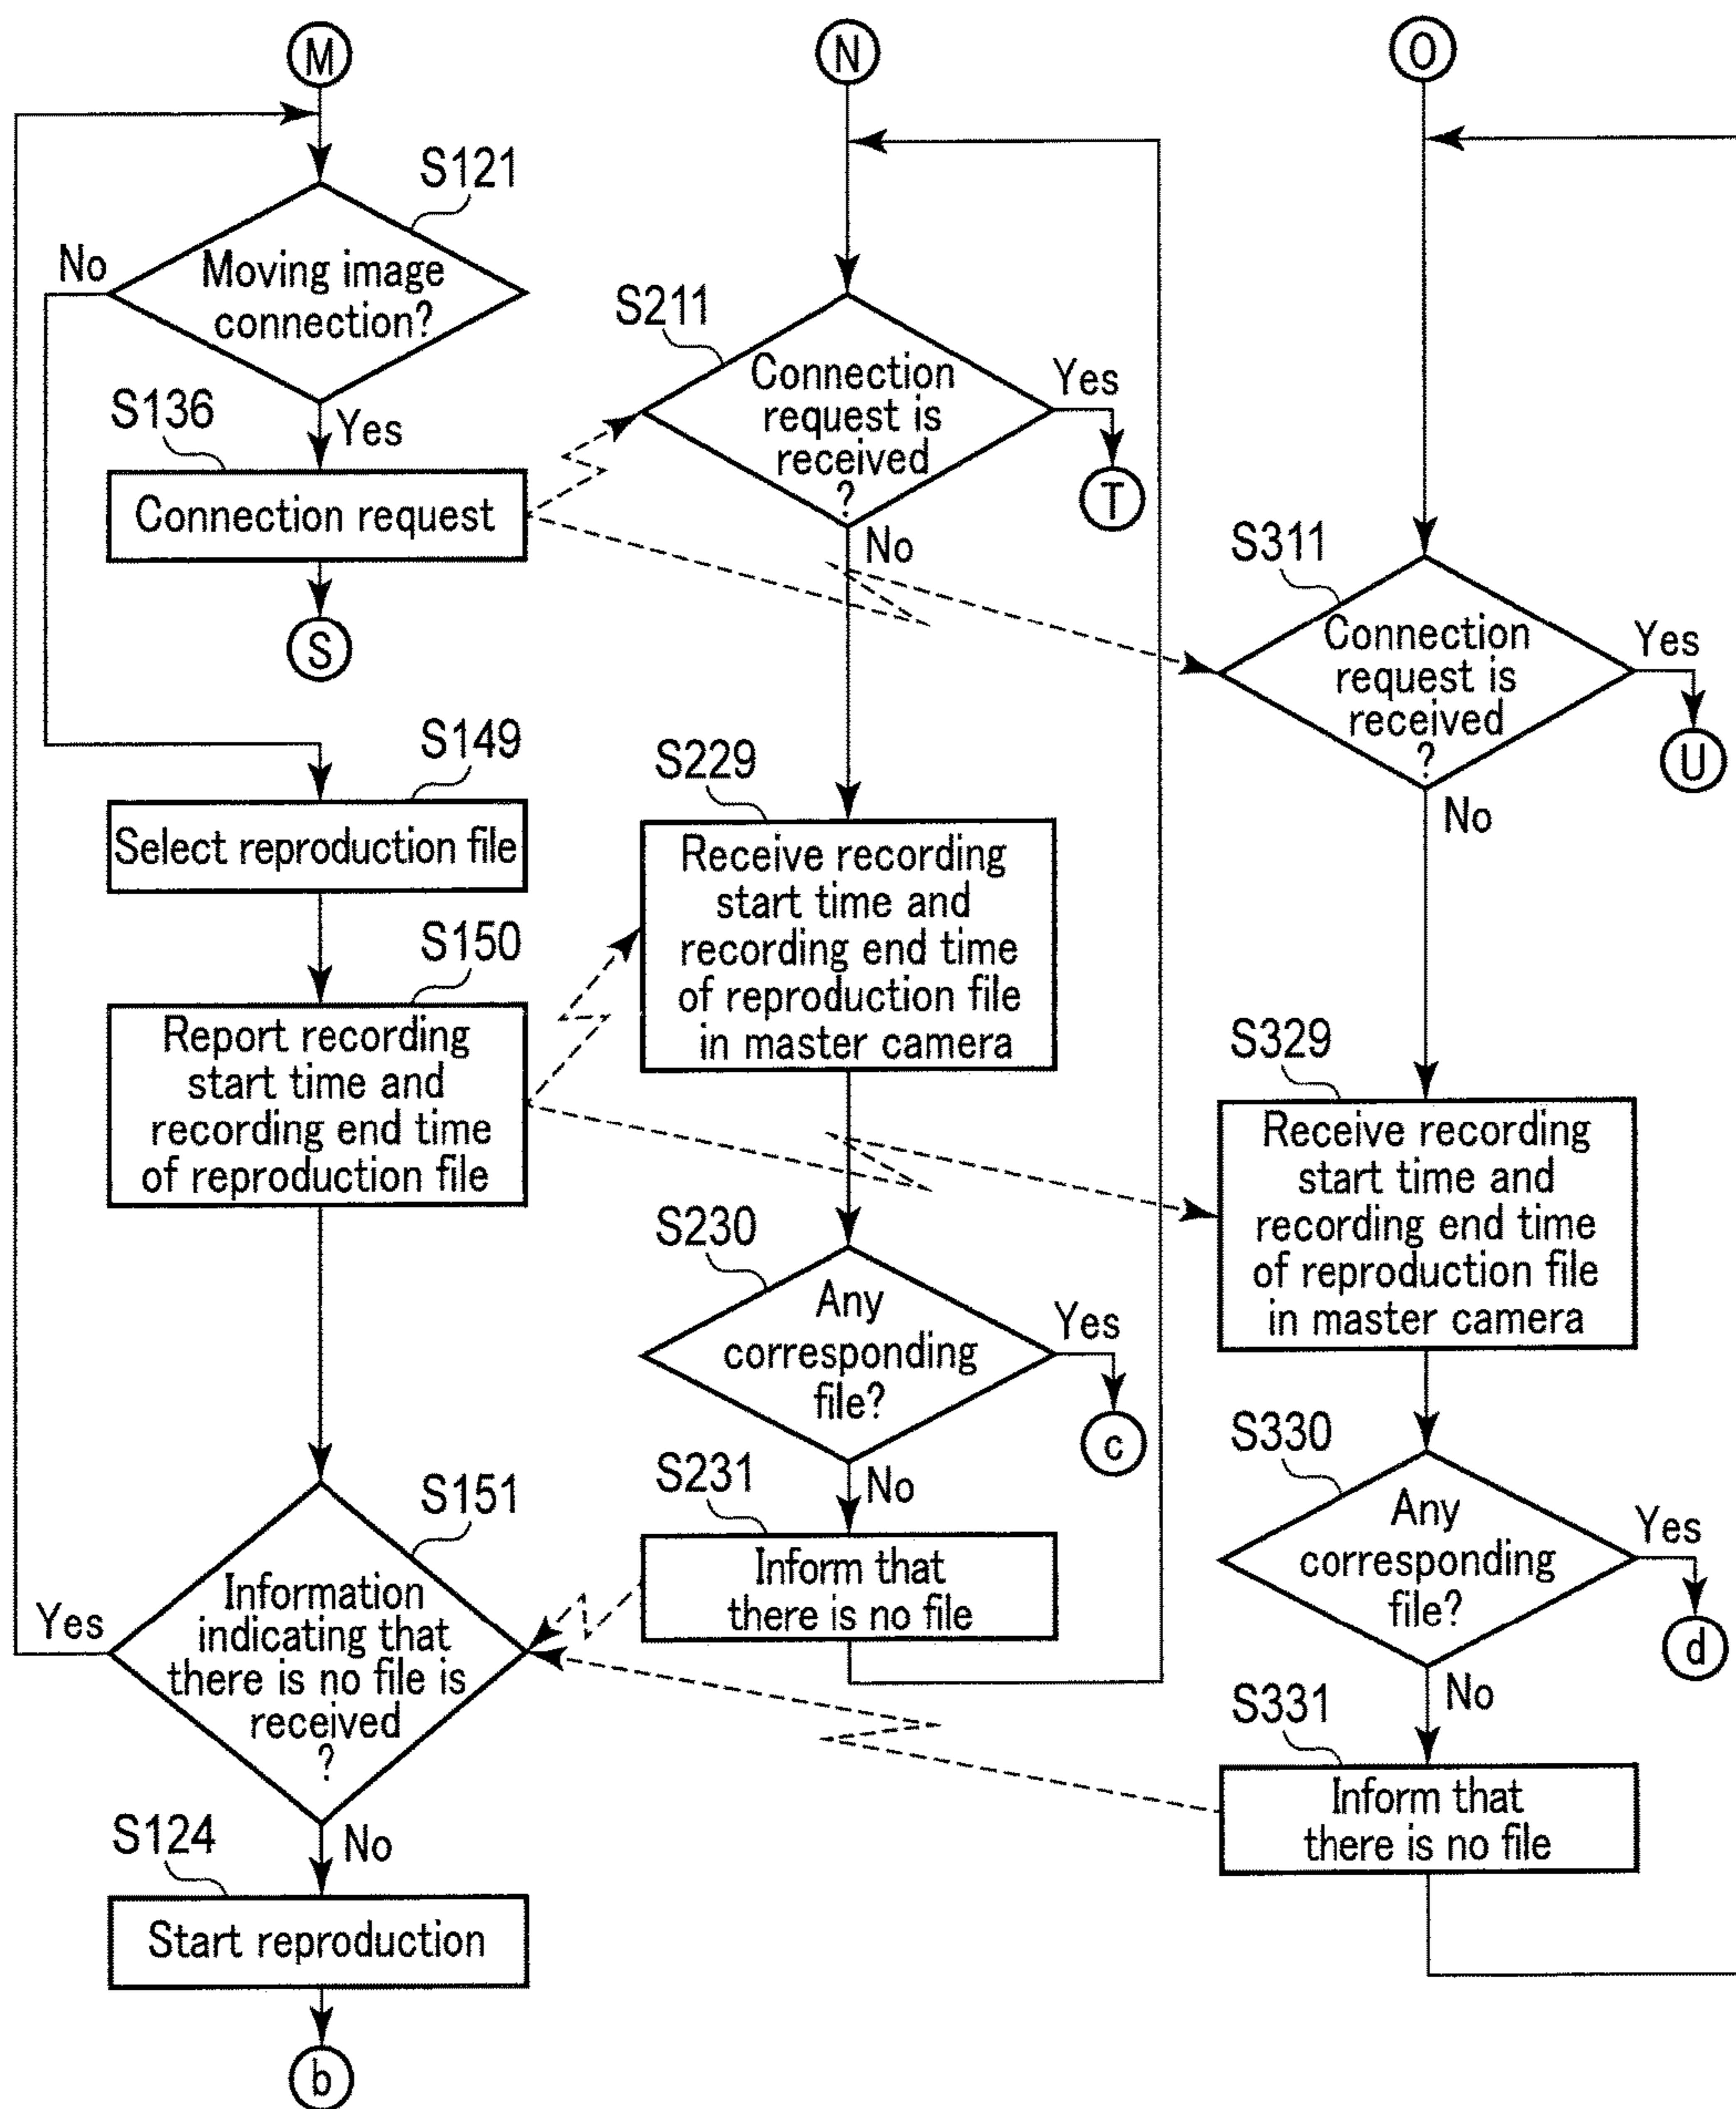 M
S121
No
Moving image
connection?
Yes
S136
Connection request
S
S149
Select reproduction file
S150
Report recording
start time and
recording end time
of reproduction file
S151
Information
indicating that
there is no file is
received
?
Yes
No
S124
Start reproduction
b
N
S211
Connection
request is
received
?
Yes
T
No
S229
Receive recording
start time and
recording end time
of reproduction file
in master camera
S230
Any
corresponding
file?
Yes
c
No
S231
Inform that
there is no file
O
S311
Connection
request is
received
?
Yes
U
No
S329
Receive recording
start time and
recording end time
of reproduction file
in master camera
S330
Any
corresponding
file?
Yes
d
No
S331
Inform that
there is no file